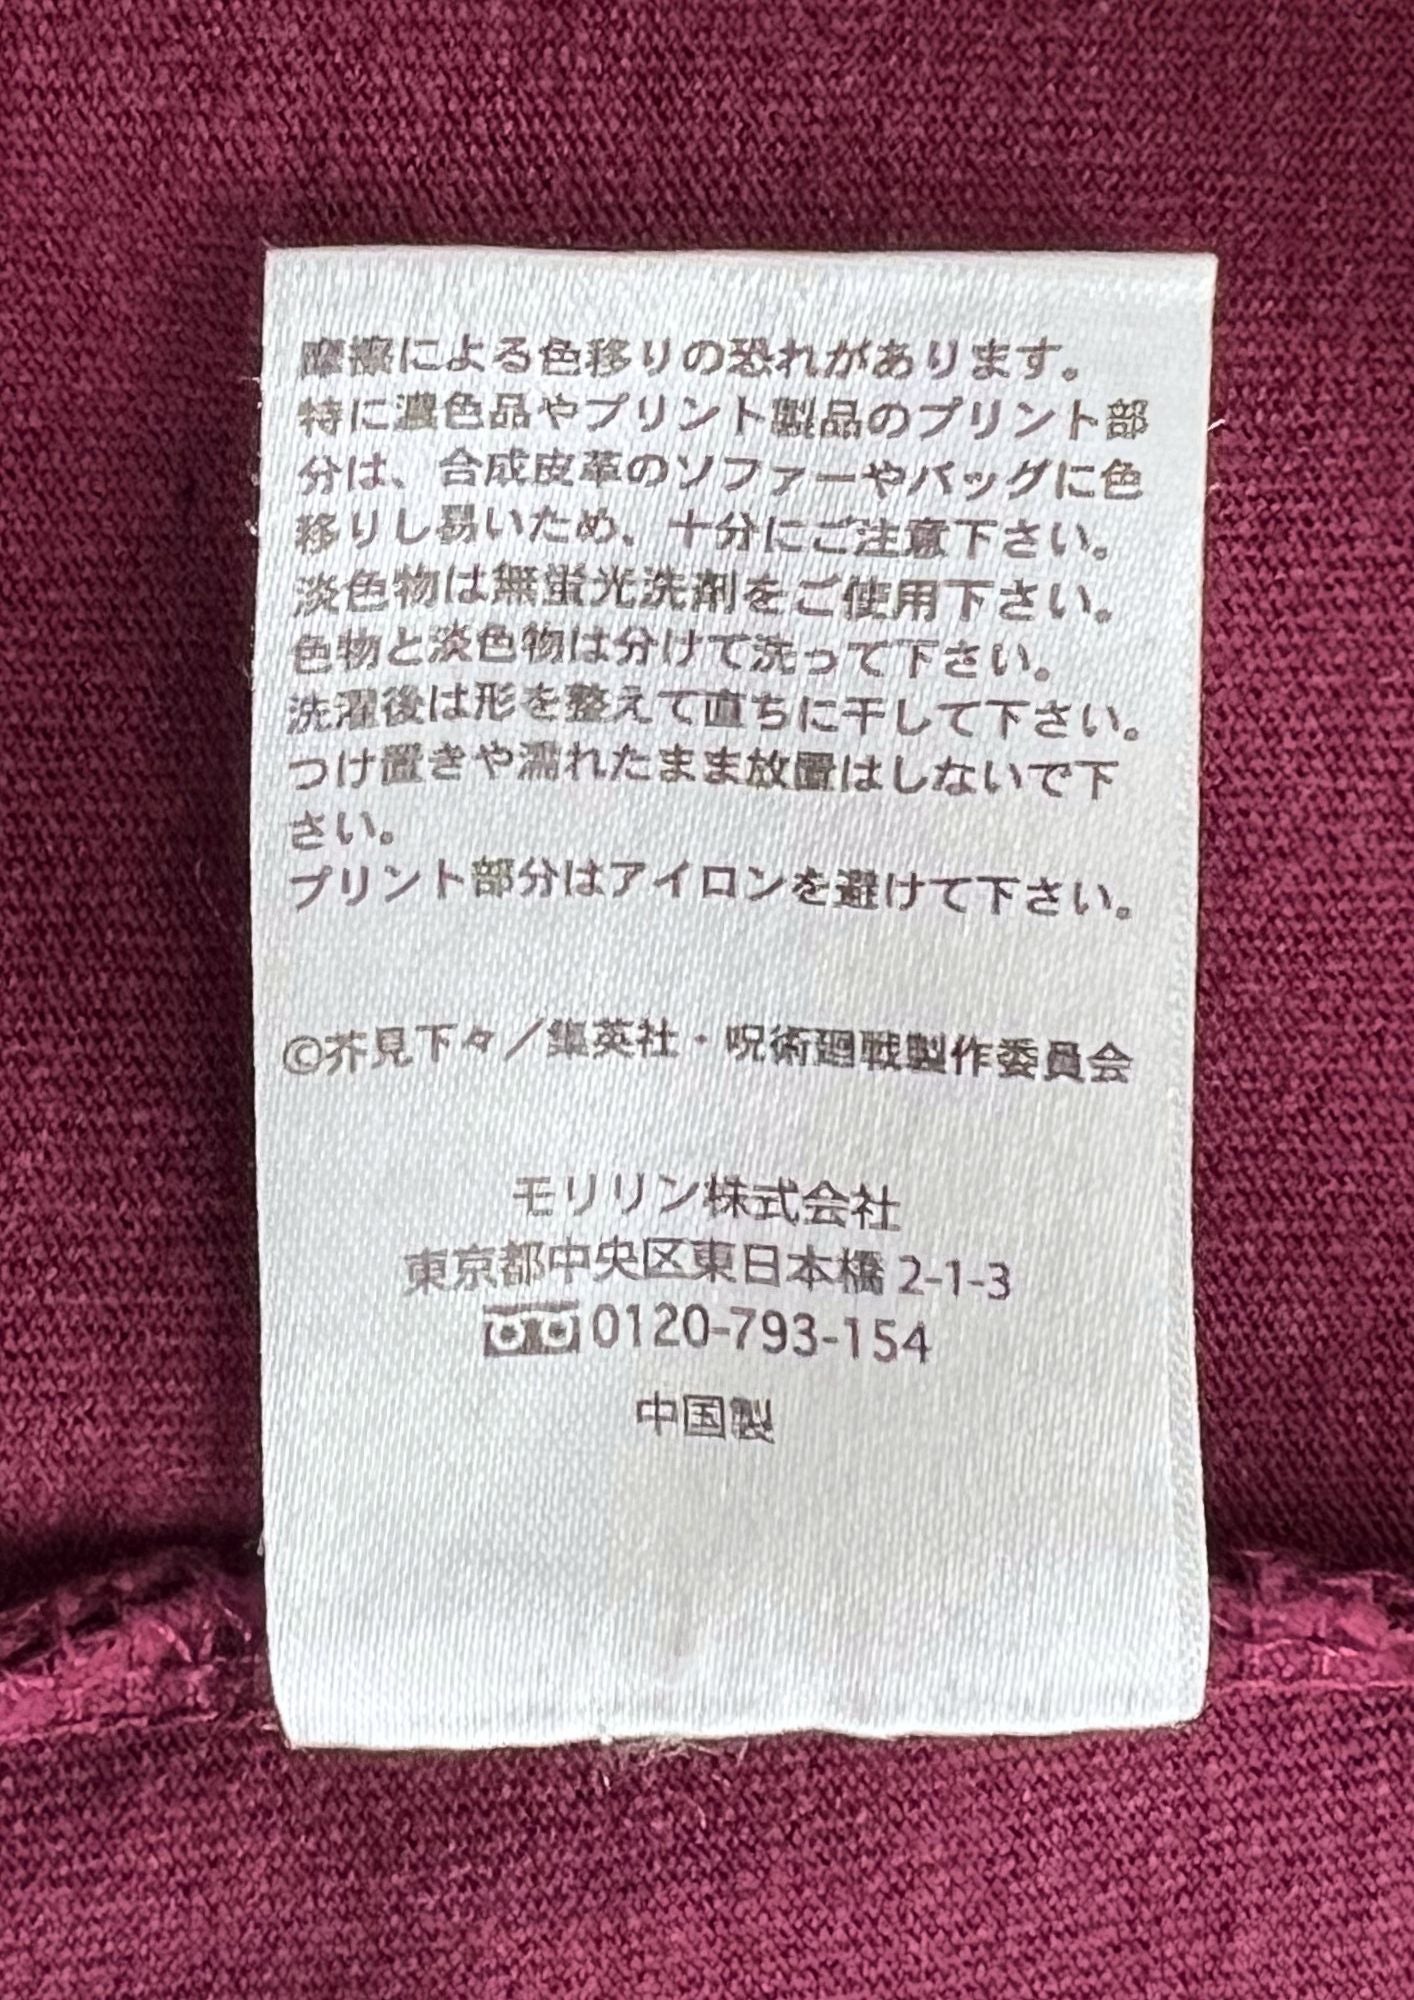 摩擦による色移りの恐れがあります。
特に濃色品やプリント製品のプリント部
分は、合成皮革のソファーやバッグに色
移りし易いため、十分にご注意下さい。
淡色物は無蛍光洗剤をご使用下さい。
色物と淡色物は分けて洗って下さい。
洗濯後は形を整えて直ちに干して下さい。
つけ置きや濡れたまま放置はしないで下
さい。
プリント部分はアイロンを避けて下さい。
©芥見下々／集英社・呪術廻戦製作委員会
モリリン株式会社
東京都中央区東日本橋 2-1-3
0120-793-154
中国製